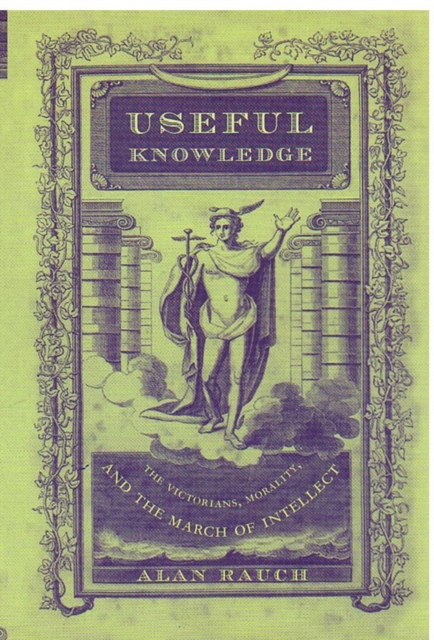 USEFUL
KNOWLEDGE
THE VICTORIANS, MORALITY,
AND THE MARCH OF INTELLECT
ALAN RAUCH